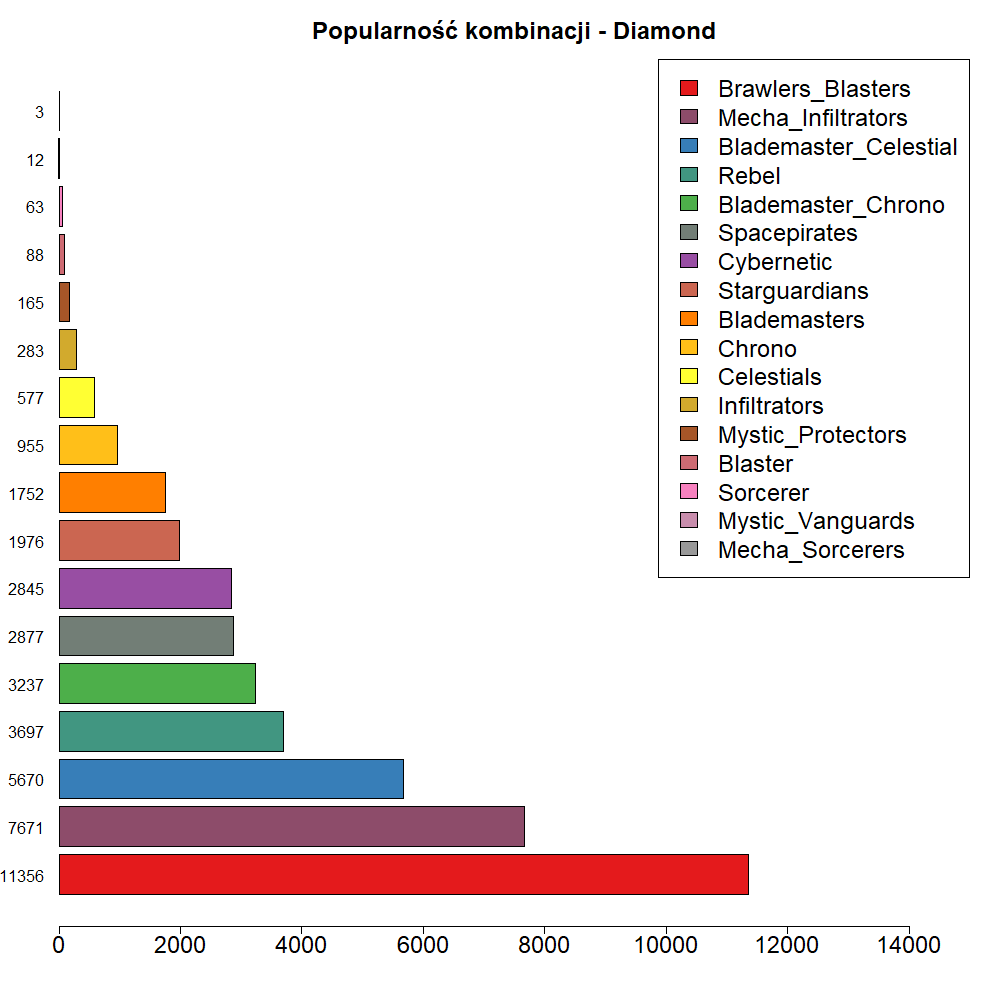 Popularność kombinacji - Diamond
Brawlers_Blasters
Mecha_Infiltrators
Blademaster_Celestial
Rebel
Blademaster_Chrono
Spacepirates
Cybernetic
Starguardians
Blademasters
Chrono
Celestials
Infiltrators
Mystic_Protectors
Blaster
Sorcerer
Mystic_Vanguards
Mecha_Sorcerers
3
12
63
88
165
283
577
955
1752
1976
2845
2877
3237
3697
5670
7671
11356
0 2000 4000 6000 8000 10000 12000 14000